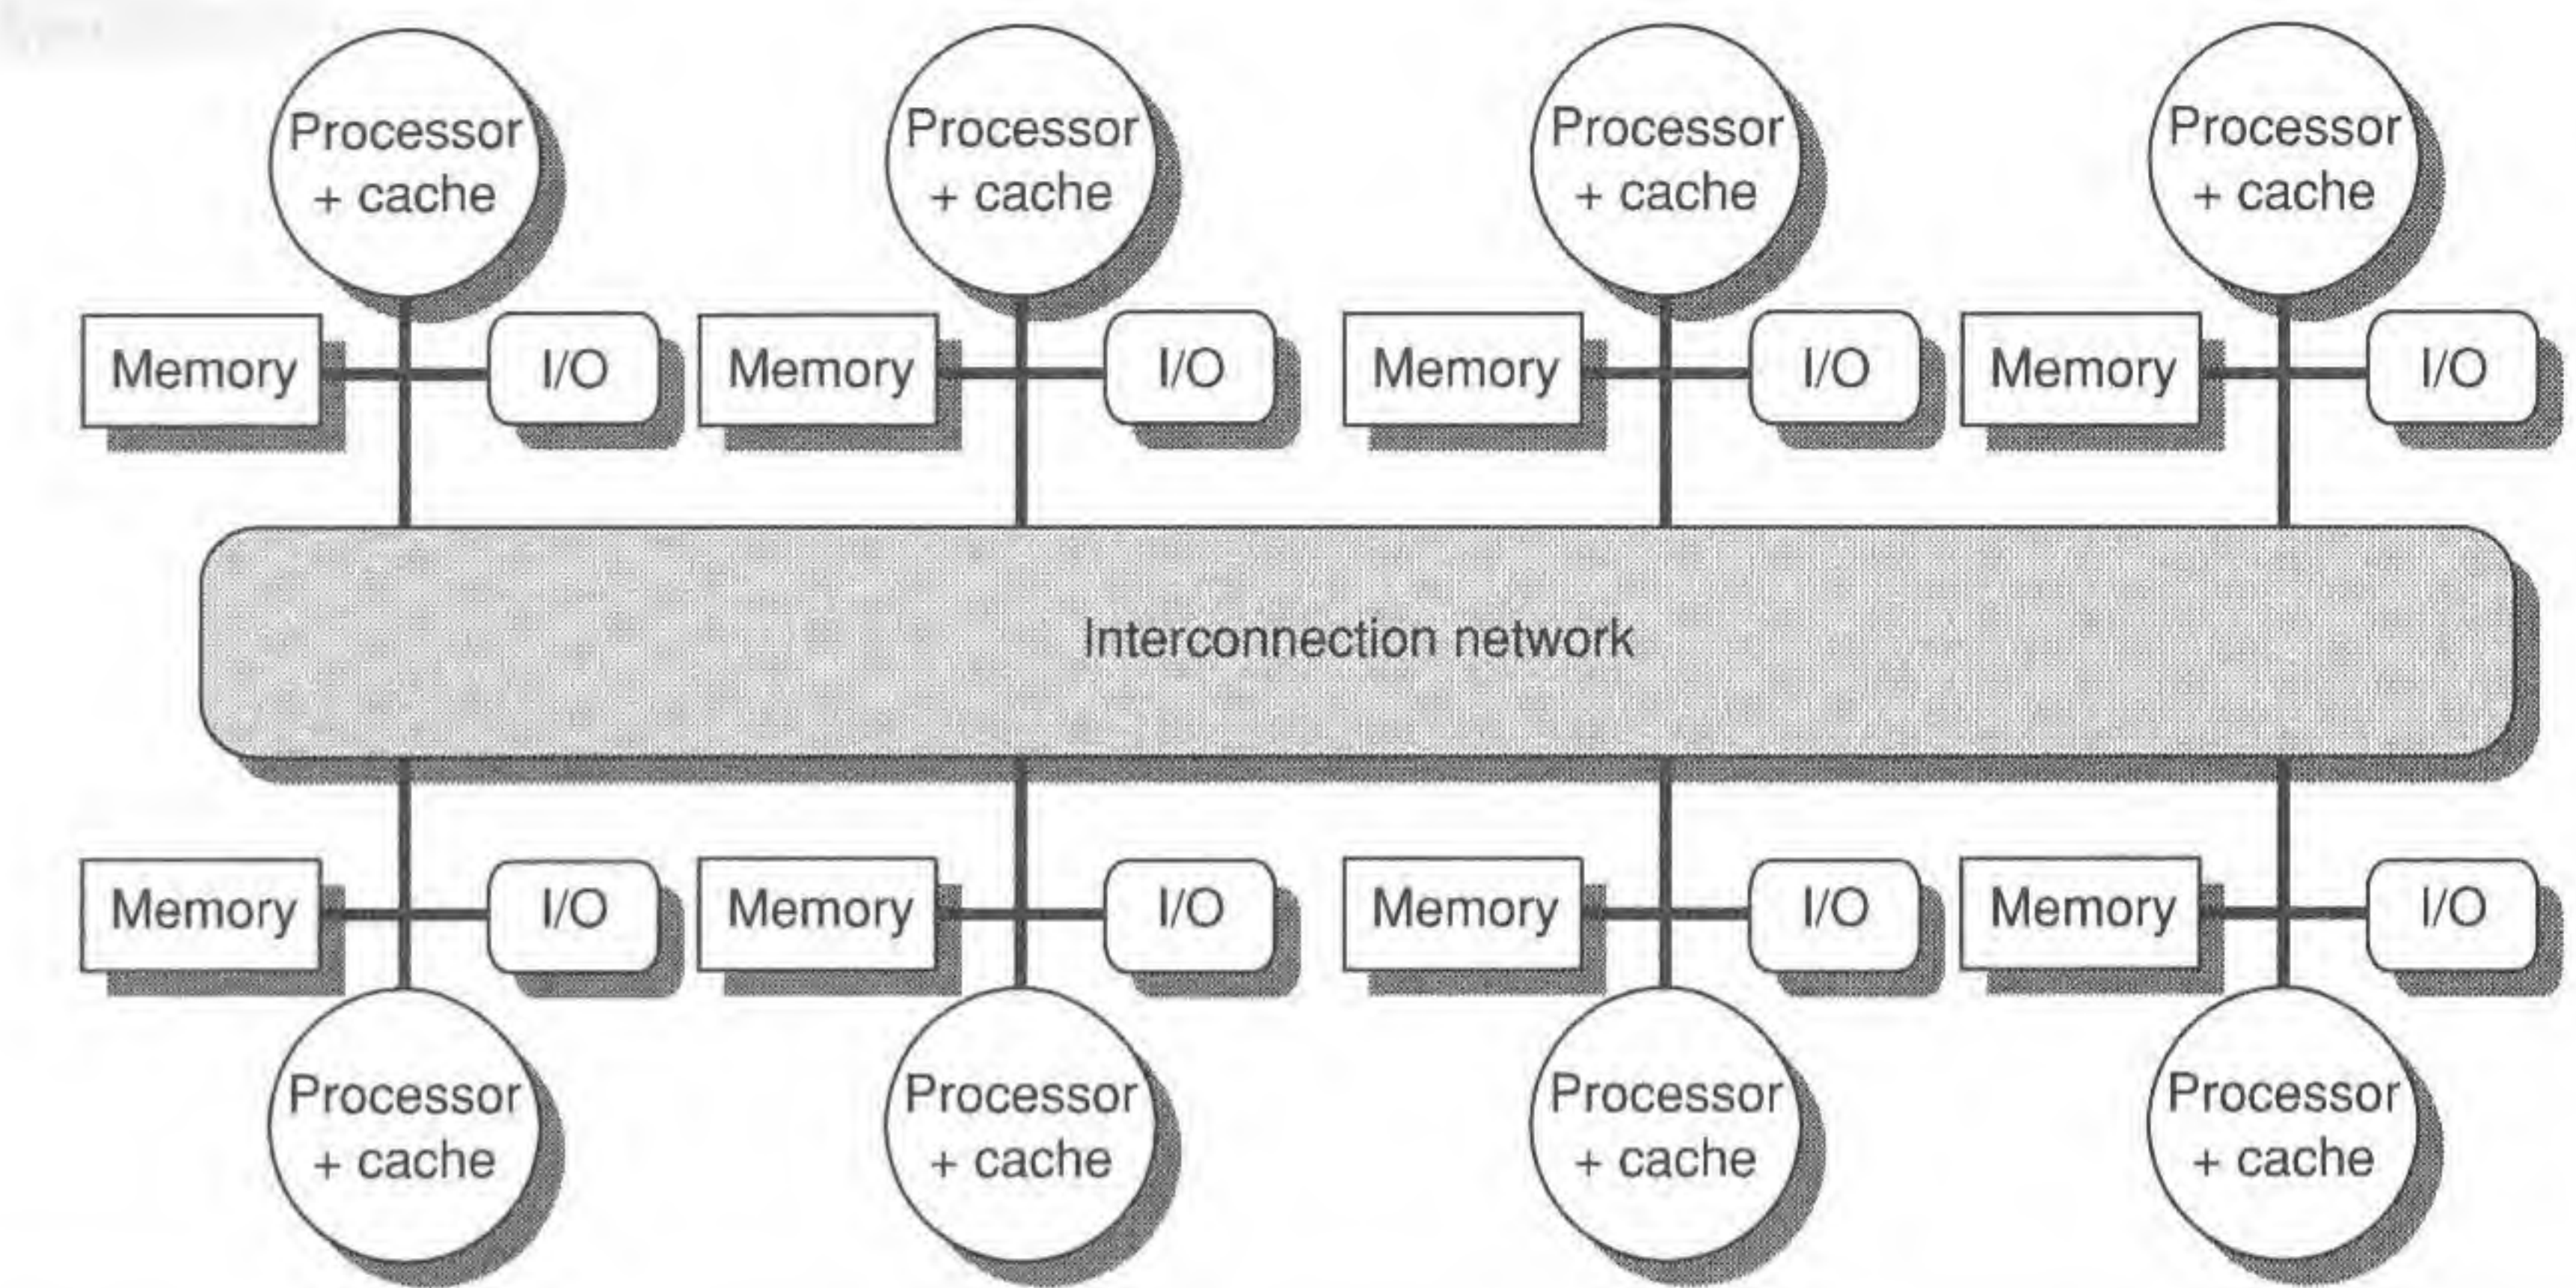 Processor
+ cache
Processor
+ cache
Processor
+ cache
Processor
+ cache
Memory
I/O
Memory
I/O
Memory
I/O
Memory
I/O
Interconnection network
Memory
I/O
Memory
I/O
Memory
I/O
Memory
I/O
Processor
+ cache
Processor
+ cache
Processor
+ cache
Processor
+ cache